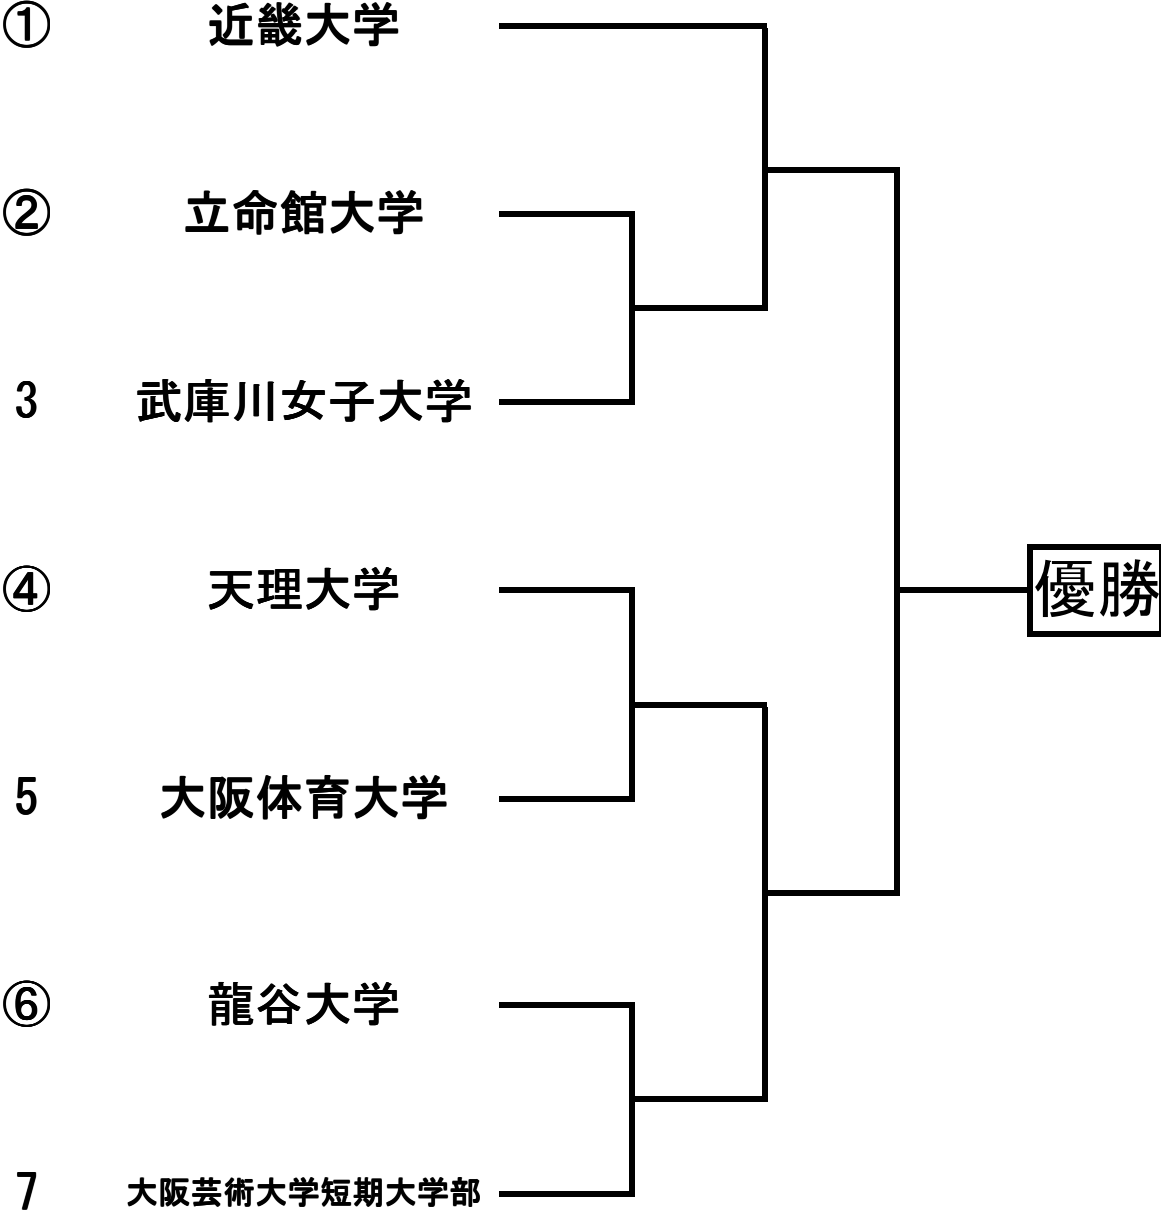 ① 近畿大学
② 立命館大学
3 武庫川女子大学
④ 天理大学
優勝
5 大阪体育大学
⑥ 龍谷大学
7 大阪芸術大学短期大学部